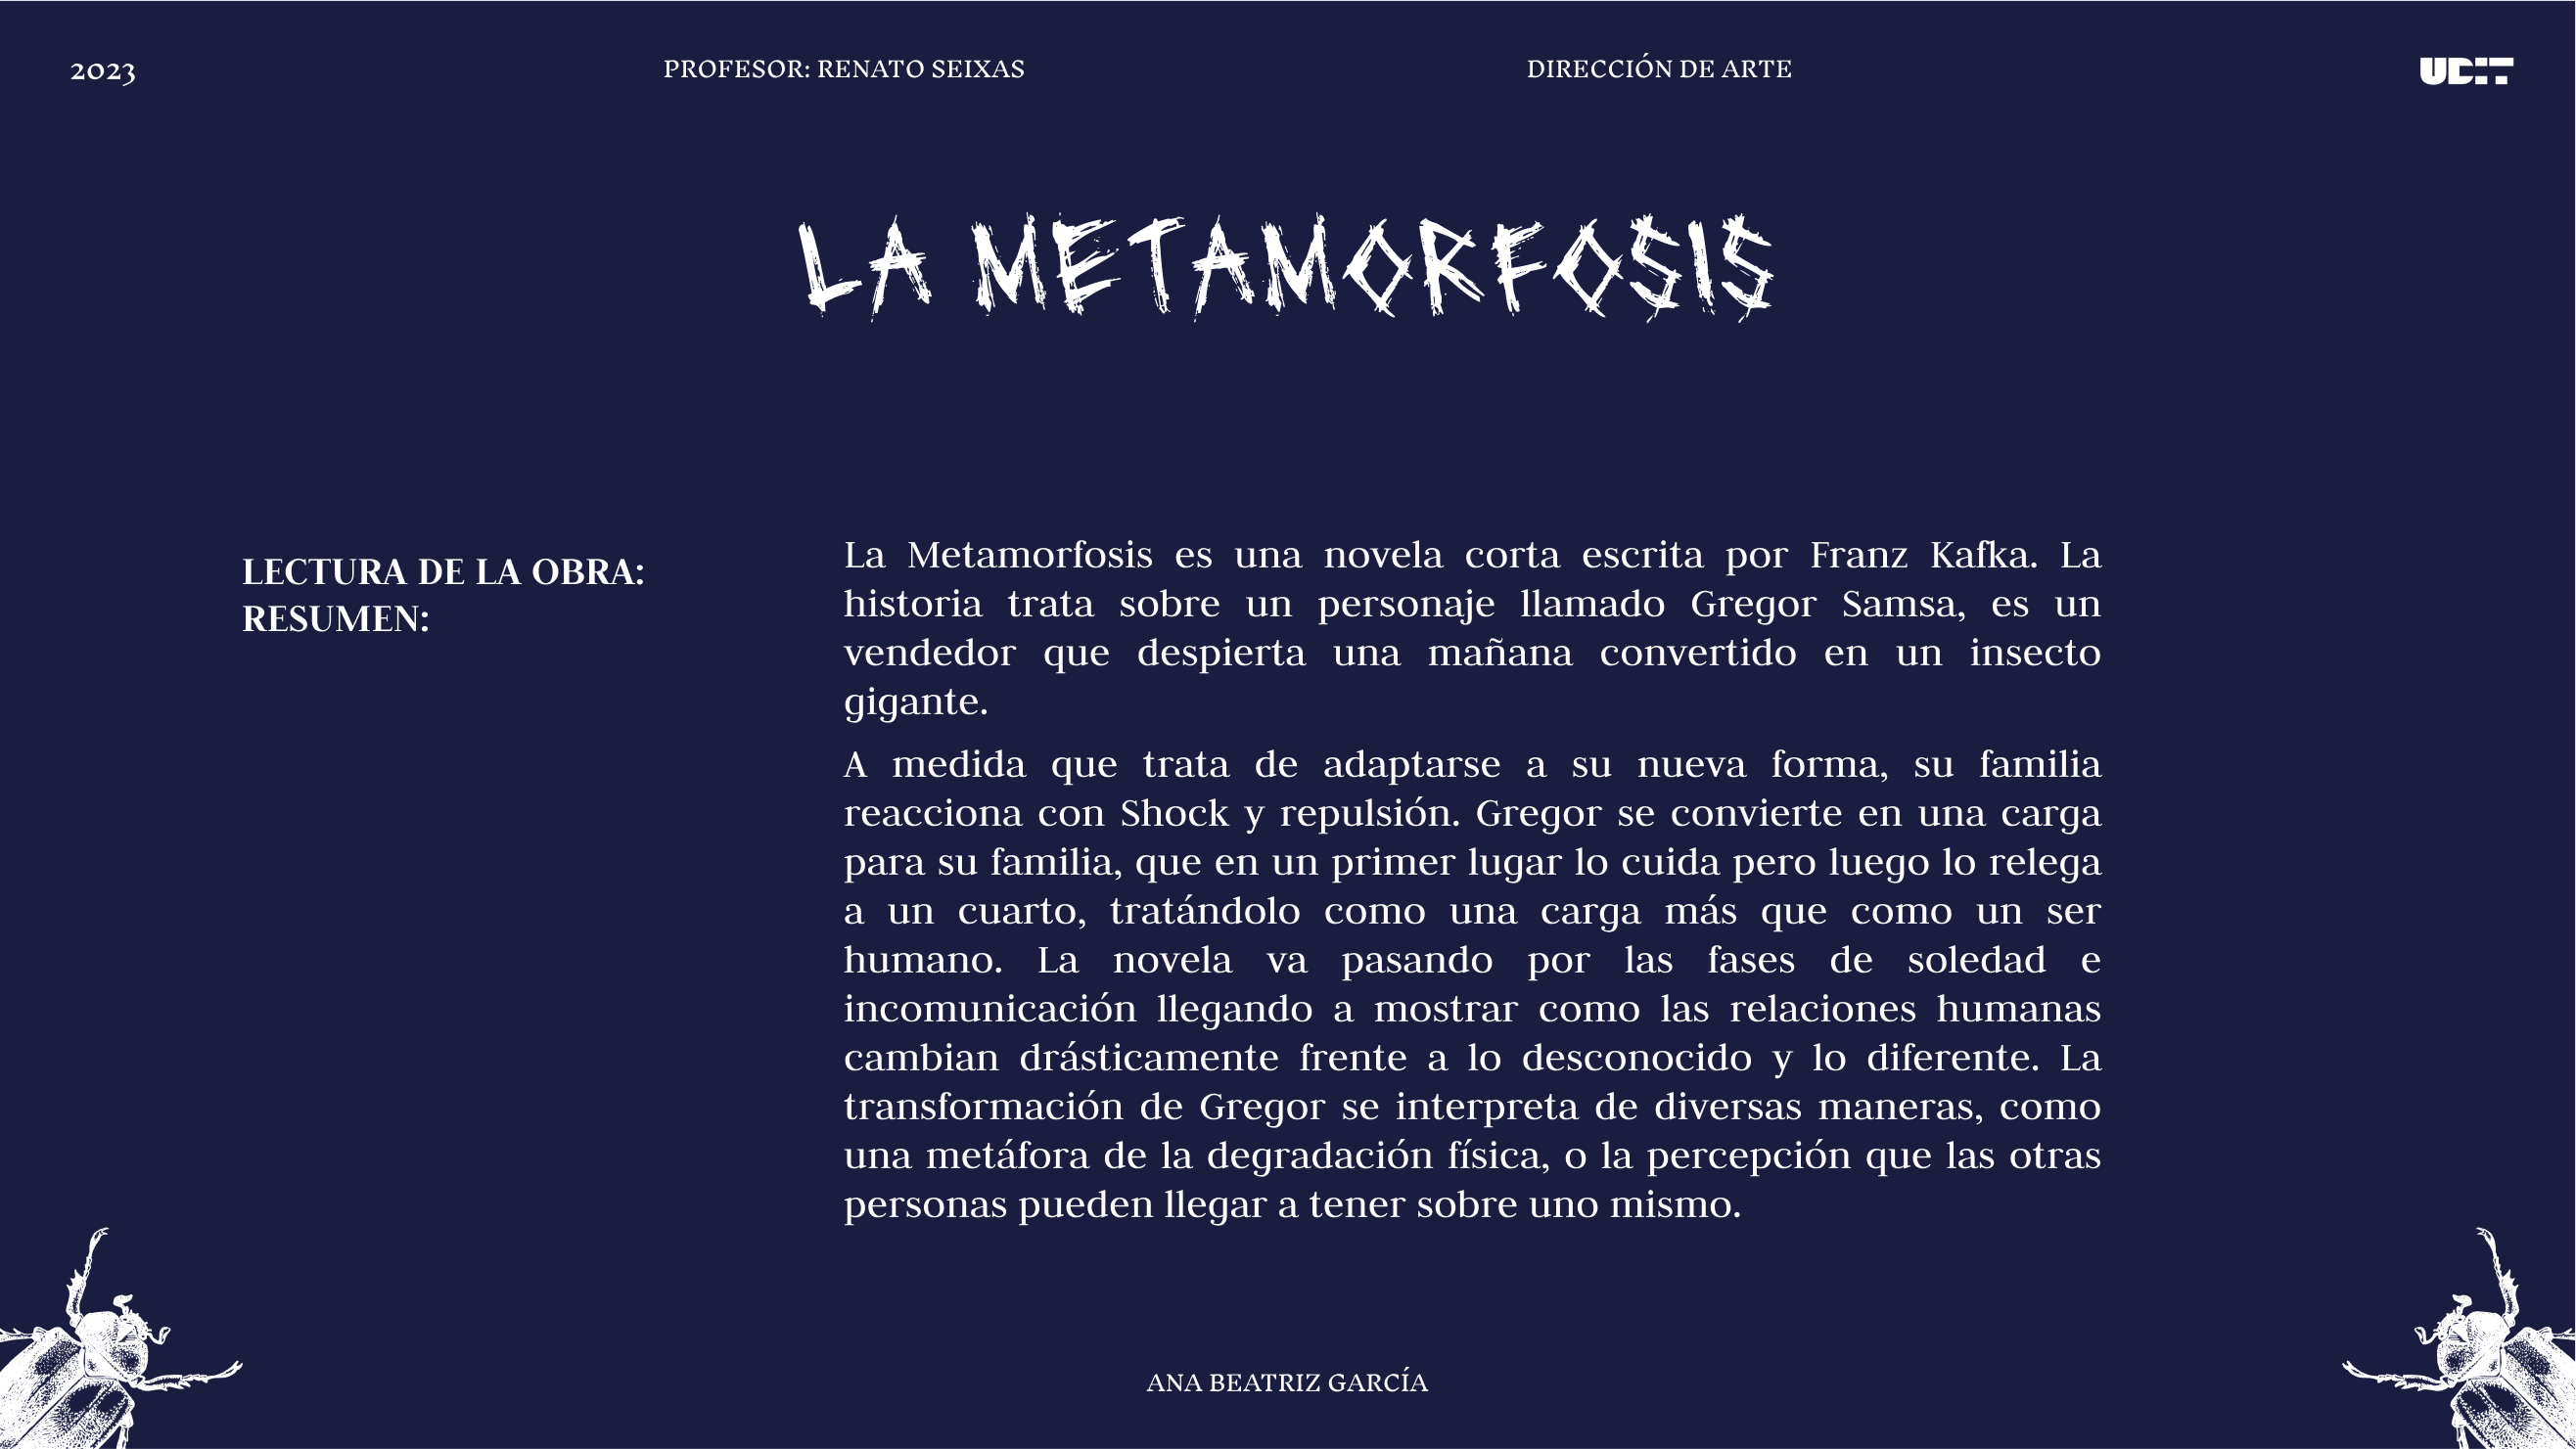 2023
PROFESOR: RENATO SEIXAS
DIRECCIÓN DE ARTE
UDIT
LA METAMORFOSIS
LECTURA DE LA OBRA:
RESUMEN:
La Metamorfosis es una novela corta escrita por Franz Kafka. La
historia trata sobre un personaje llamado Gregor Samsa, es un
vendedor que despierta una mañana convertido en un insecto
gigante.
A medida que trata de adaptarse a su nueva forma, su familia
reacciona con Shock y repulsión. Gregor se convierte en una carga
para su familia, que en un primer lugar lo cuida pero luego lo relega
a un cuarto, tratándolo como una carga más que como un ser
humano. La novela va pasando por las fases de soledad e
incomunicación llegando a mostrar como las relaciones humanas
cambian drásticamente frente a lo desconocido y lo diferente. La
transformación de Gregor se interpreta de diversas maneras, como
una metáfora de la degradación física, o la percepción que las otras
personas pueden llegar a tener sobre uno mismo.
ANA BEATRIZ GARCÍA